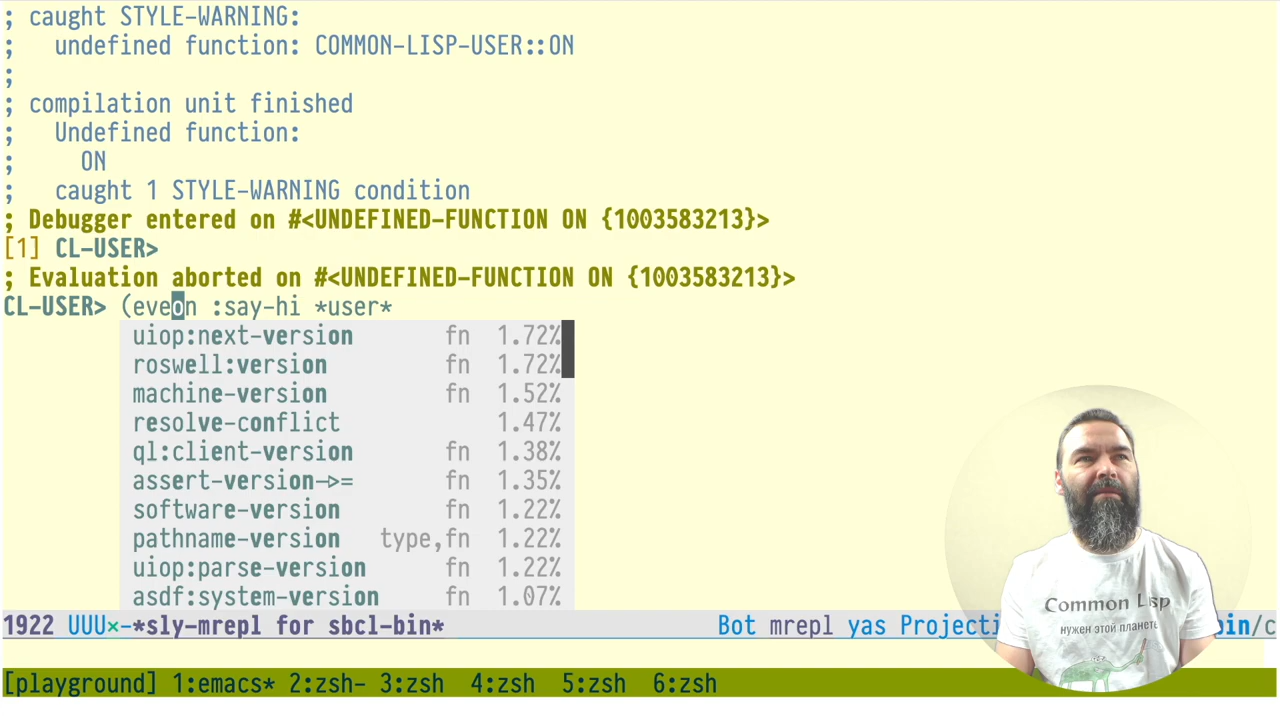 ; caught STYLE-WARNING:
;   undefined function: COMMON-LISP-USER::ON
;
; compilation unit finished
;   Undefined function:
;     ON
;   caught 1 STYLE-WARNING condition
; Debugger entered on #<UNDEFINED-FUNCTION ON {1003583213}>
[1] CL-USER>
; Evaluation aborted on #<UNDEFINED-FUNCTION ON {1003583213}>
CL-USER> (eveon :say-hi *user*
uiop:next-version fn 1.72%
roswell:version fn 1.72%
machine-version fn 1.52%
resolve-conflict 1.47%
ql:client-version fn 1.38%
assert-version->= fn 1.35%
software-version fn 1.22%
pathname-version type,fn 1.22%
uiop:parse-version fn 1.22%
asdf:system-version fn 1.07%
Common Lisp
нужен этой планете
1922 UUU×-*sly-mrepl for sbcl-bin* Bot mrepl yas Projecti bin/c
[playground] 1:emacs* 2:zsh- 3:zsh 4:zsh 5:zsh 6:zsh